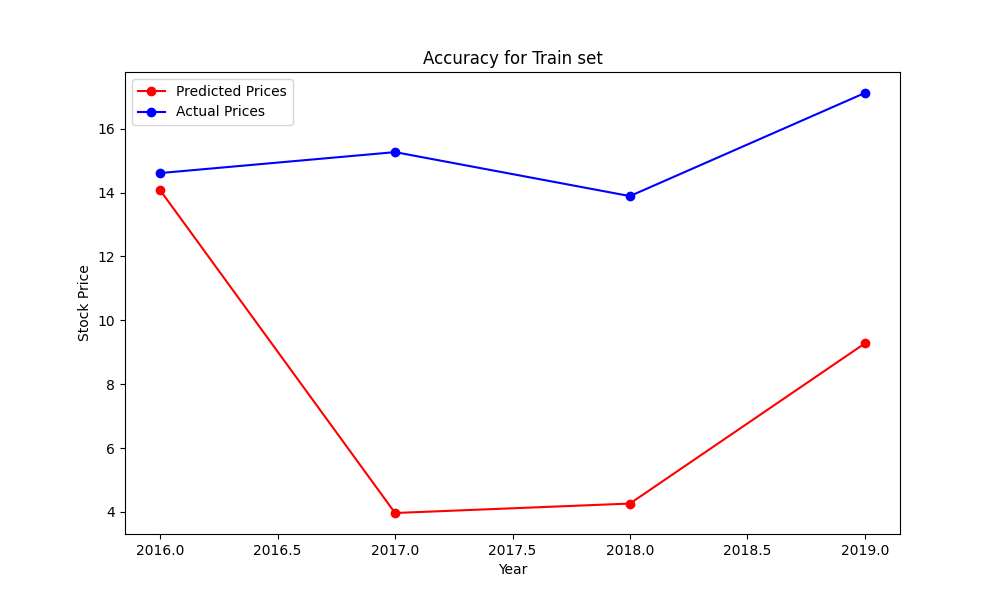 Accuracy for Train set
Predicted Prices
Actual Prices
16
14
12
10
8
6
4
Stock Price
2016.0 2016.5 2017.0 2017.5 2018.0 2018.5 2019.0
Year